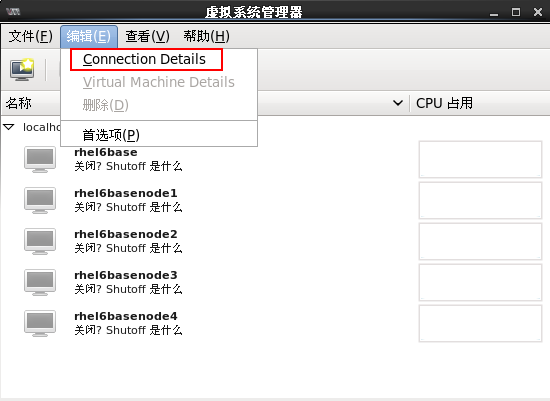 虚拟系统管理器
文件(F) 编辑(E) 查看(V) 帮助(H)
Connection Details
Virtual Machine Details
删除(D)
首选项(P)
名称 CPU 占用
rhel6base
关闭? Shutoff 是什么
rhel6basenode1
关闭? Shutoff 是什么
rhel6basenode2
关闭? Shutoff 是什么
rhel6basenode3
关闭? Shutoff 是什么
rhel6basenode4
关闭? Shutoff 是什么